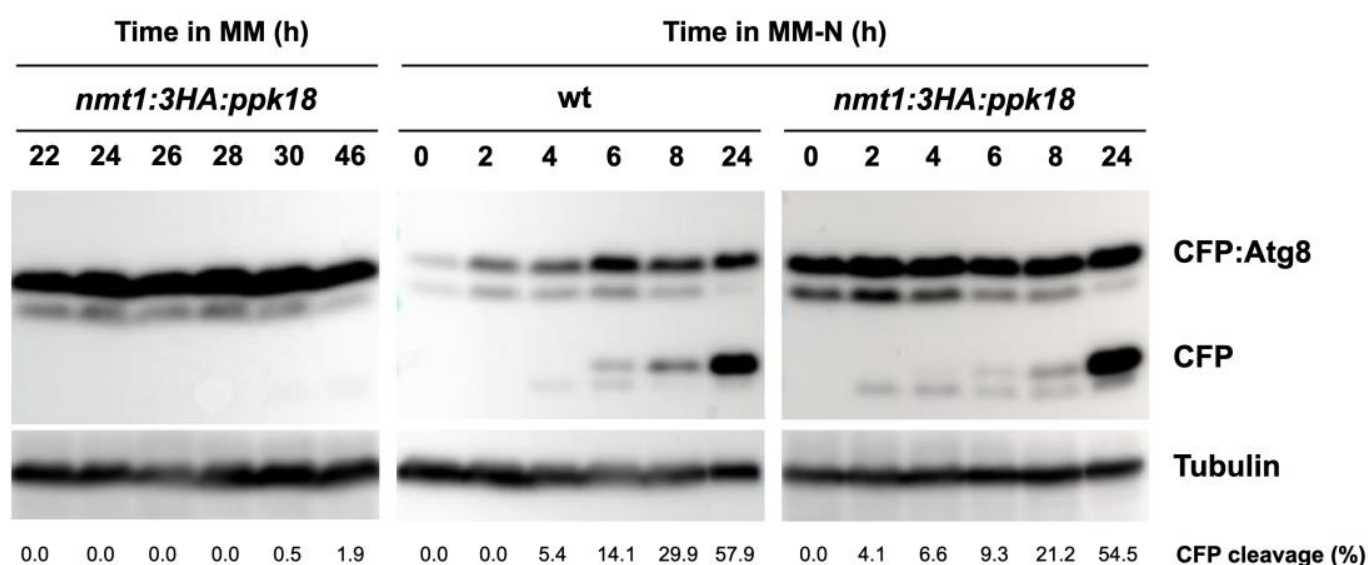 Time in MM (h) Time in MM-N (h)
nmt1:3HA:ppk18 wt nmt1:3HA:ppk18
22 24 26 28 30 46 0 2 4 6 8 24 0 2 4 6 8 24
CFP:Atg8
CFP
Tubulin
0.0 0.0 0.0 0.0 0.5 1.9 0.0 0.0 5.4 14.1 29.9 57.9 0.0 4.1 6.6 9.3 21.2 54.5 CFP cleavage (%)